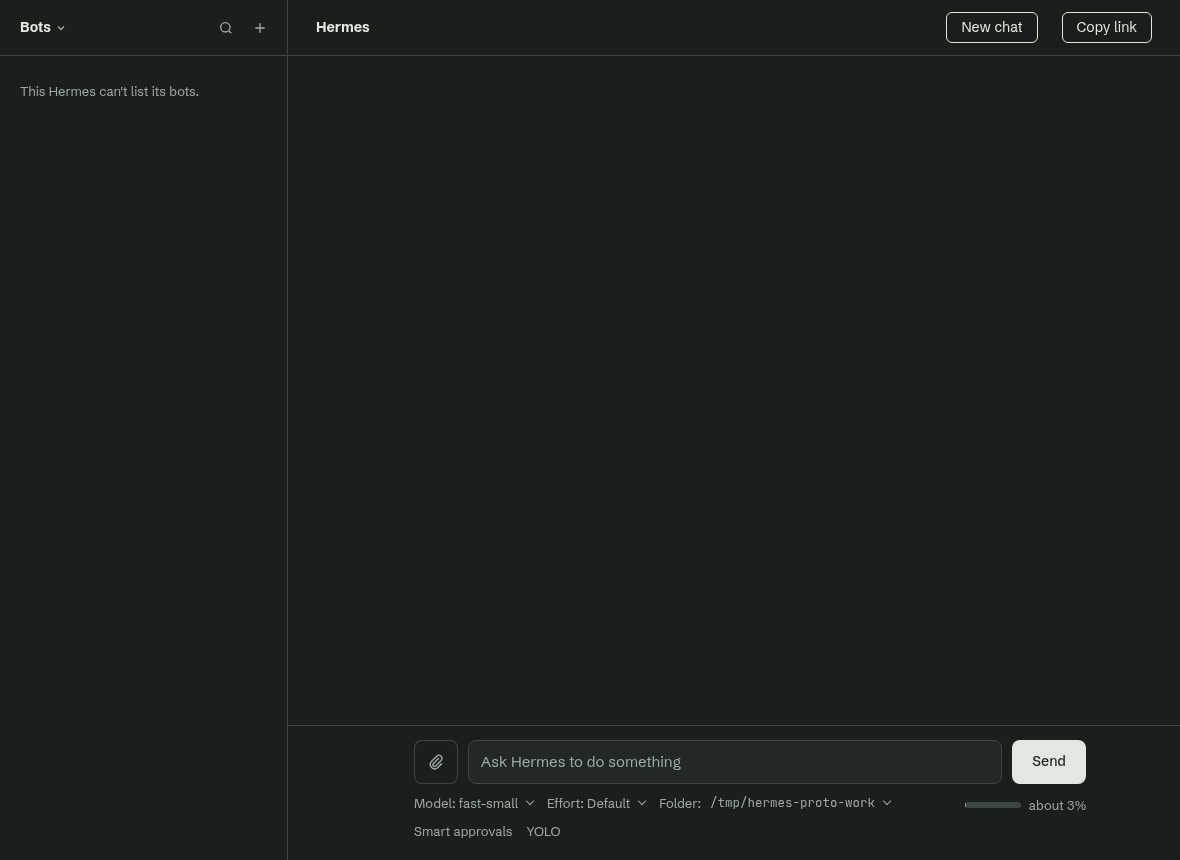 Bots
Hermes
New chat
Copy link
This Hermes can't list its bots.
Ask Hermes to do something
Send
Model: fast-small
Effort: Default
Folder: /tmp/hermes-proto-work
about 3%
Smart approvals
YOLO